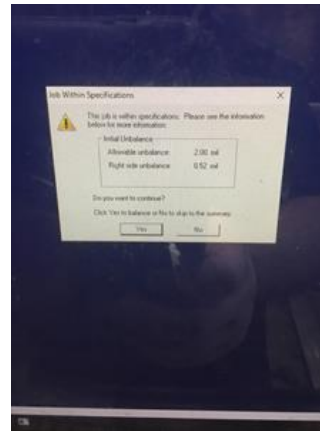 Job Within Specifications
This job is within specifications. Please see the information
below for more information.
Initial Unbalance
Allowable unbalance: 2.00 mil
Right side unbalance: 0.52 mil
Do you want to continue?
Click Yes to balance or No to skip to the summary.
Yes
No